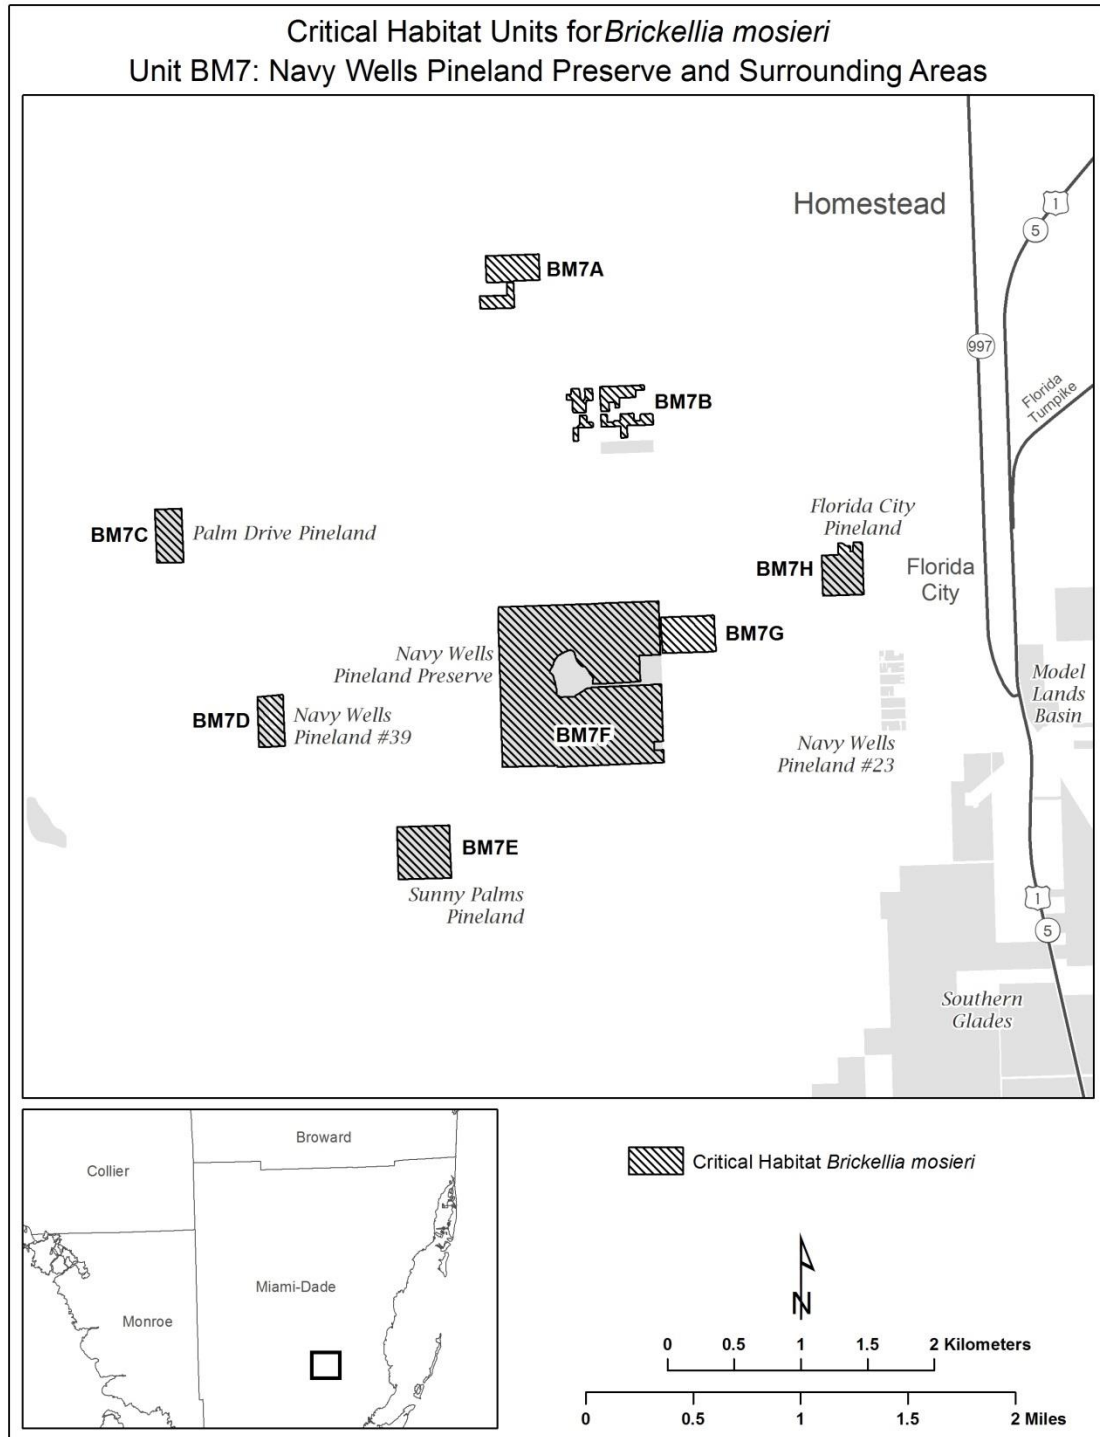 Critical Habitat Units for Brickellia mosieri
Unit BM7: Navy Wells Pineland Preserve and Surrounding Areas
Homestead
1
5
BM7A
997
Florida
Turnpike
BM7B
Florida City
Pineland
BM7C
Palm Drive Pineland
BM7H
Florida
City
BM7G
Navy Wells
Pineland Preserve
Model
Lands
Basin
BM7D
Navy Wells
Pineland #39
BM7F
Navy Wells
Pineland #23
BM7E
Sunny Palms
Pineland
1
5
Southern
Glades
Broward
Collier
Miami-Dade
Monroe
Critical Habitat Brickellia mosieri
N
0 0.5 1 1.5 2 Kilometers
0 0.5 1 1.5 2 Miles